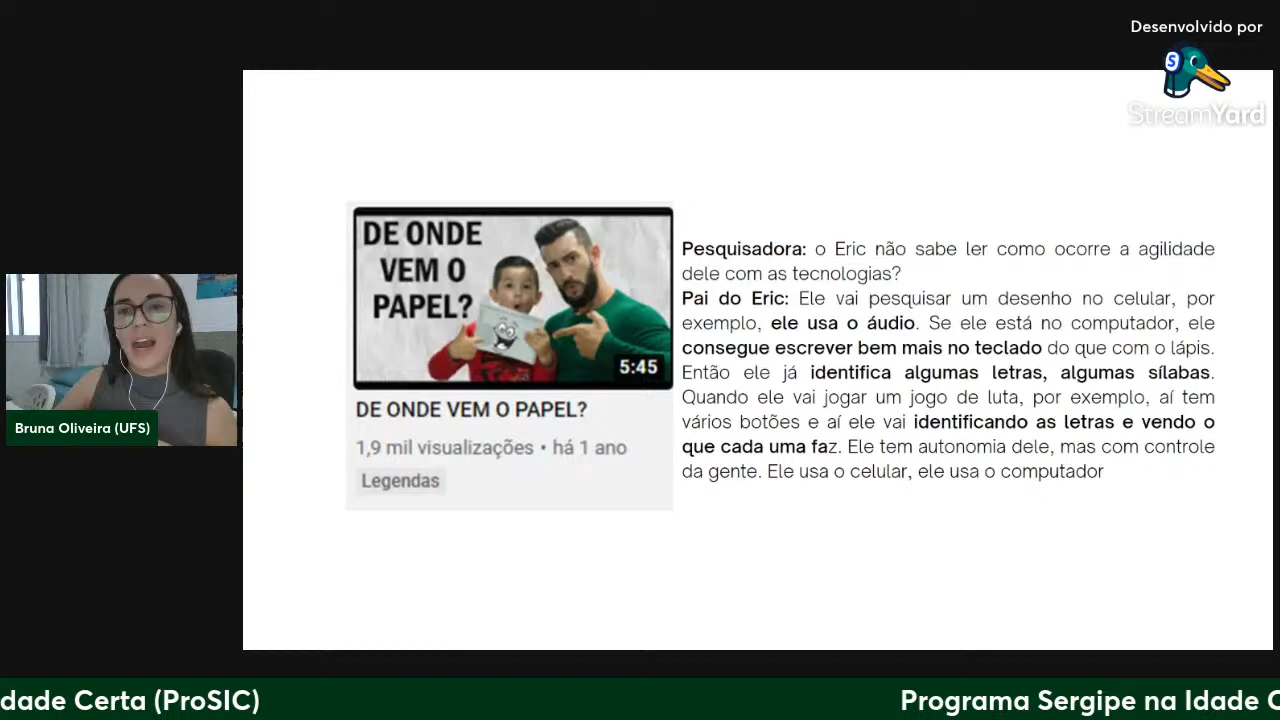 Desenvolvido por
StreamYard
DE ONDE
VEM O
PAPEL?
5:45
DE ONDE VEM O PAPEL?
1,9 mil visualizações • há 1 ano
Legendas
Pesquisadora: o Eric não sabe ler como ocorre a agilidade
dele com as tecnologias?
Pai do Eric: Ele vai pesquisar um desenho no celular, por
exemplo, ele usa o áudio. Se ele está no computador, ele
consegue escrever bem mais no teclado do que com o lápis.
Então ele já identifica algumas letras, algumas sílabas.
Quando ele vai jogar um jogo de luta, por exemplo, aí tem
vários botões e aí ele vai identificando as letras e vendo o
que cada uma faz. Ele tem autonomia dele, mas com controle
da gente. Ele usa o celular, ele usa o computador
Bruna Oliveira (UFS)
dade Certa (ProSIC)
Programa Sergipe na Idade C